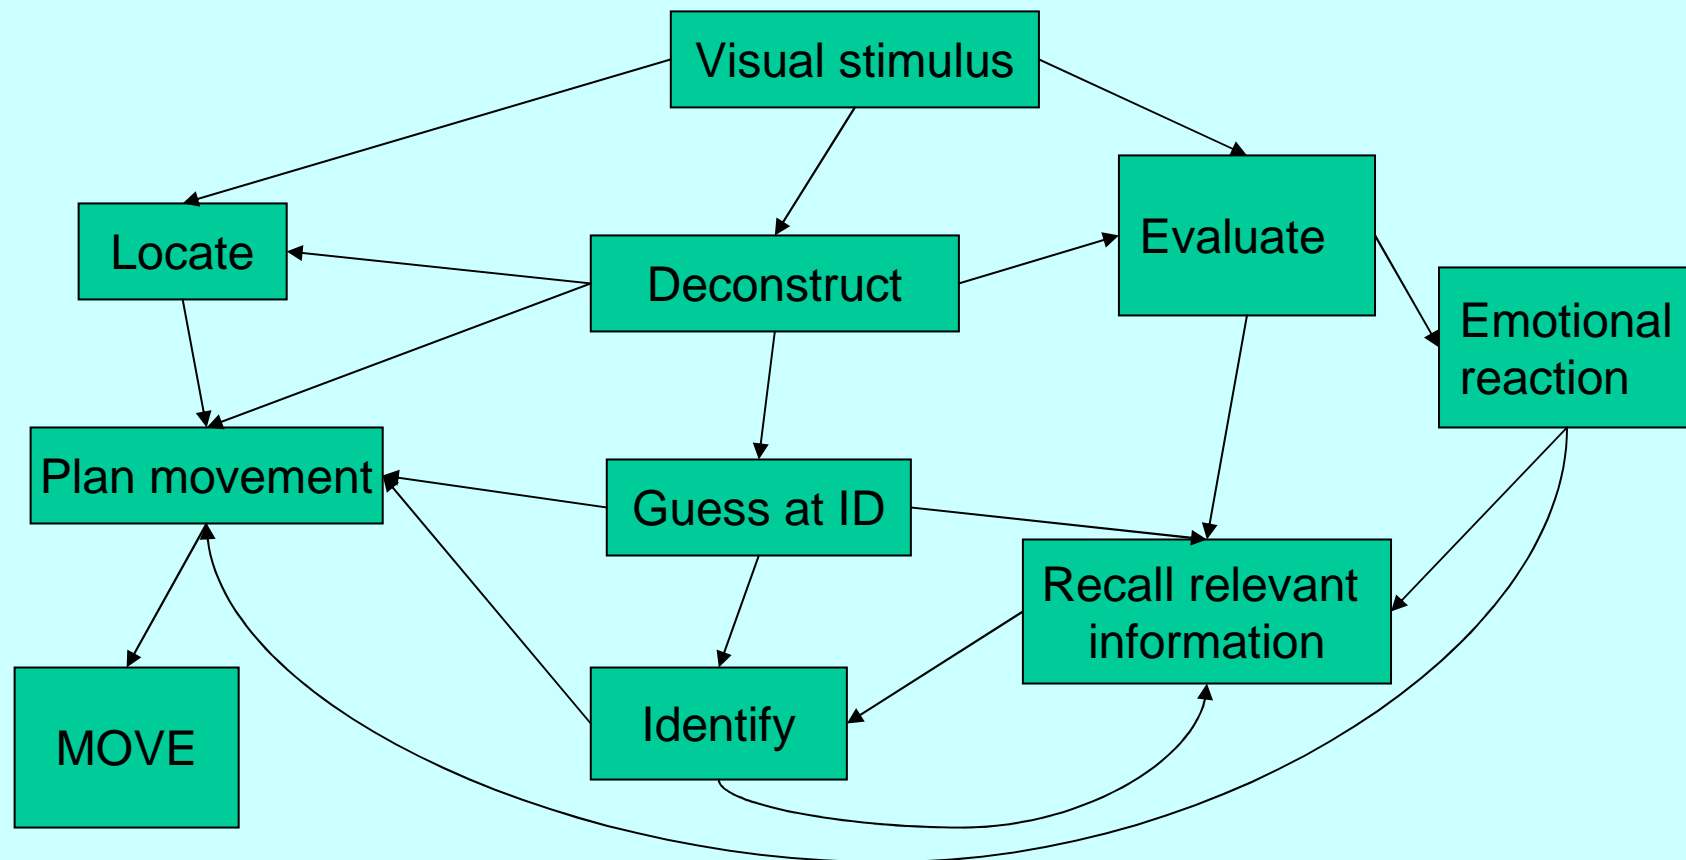 Visual stimulus
Locate
Deconstruct
Evaluate
Emotional
reaction
Plan movement
Guess at ID
Recall relevant
information
MOVE
Identify